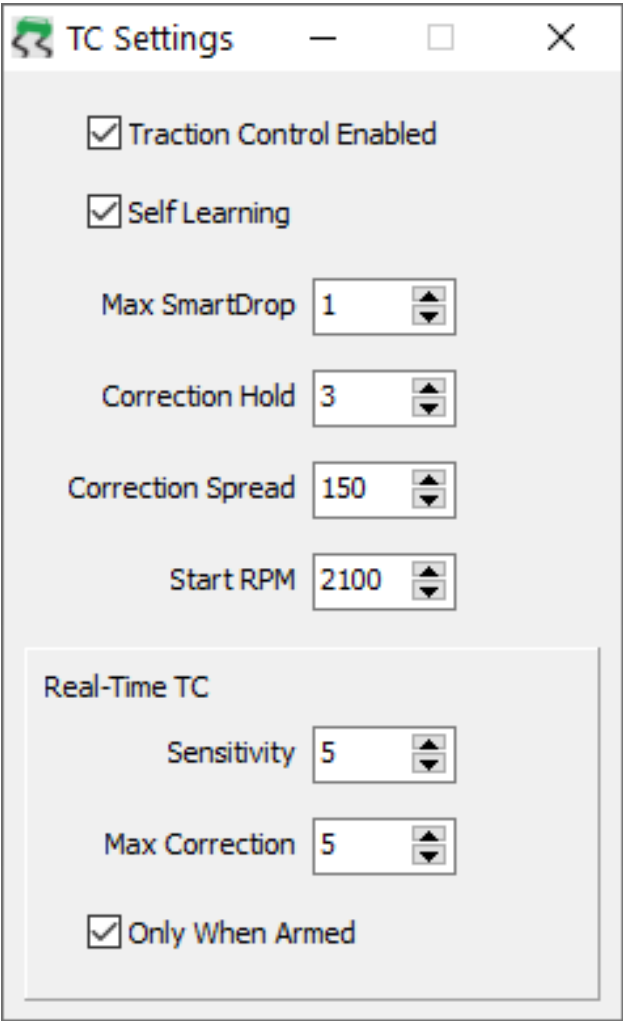 TC Settings
Traction Control Enabled
Self Learning
Max SmartDrop 1
Correction Hold 3
Correction Spread 150
Start RPM 2100
Real-Time TC
Sensitivity 5
Max Correction 5
Only When Armed